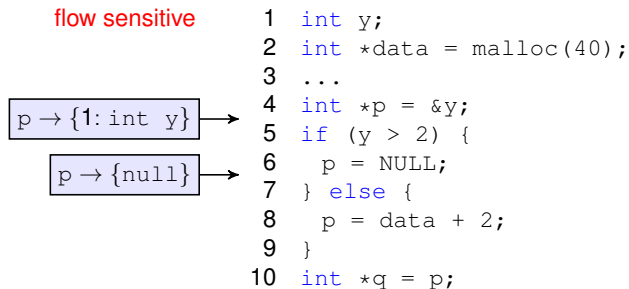 flow sensitive
1 int y;
2 int *data = malloc(40);
3 ...
p → {1: int y}
4 int *p = &y;
5 if (y > 2) {
p → {null}
6 p = NULL;
7 } else {
8 p = data + 2;
9 }
10 int *q = p;